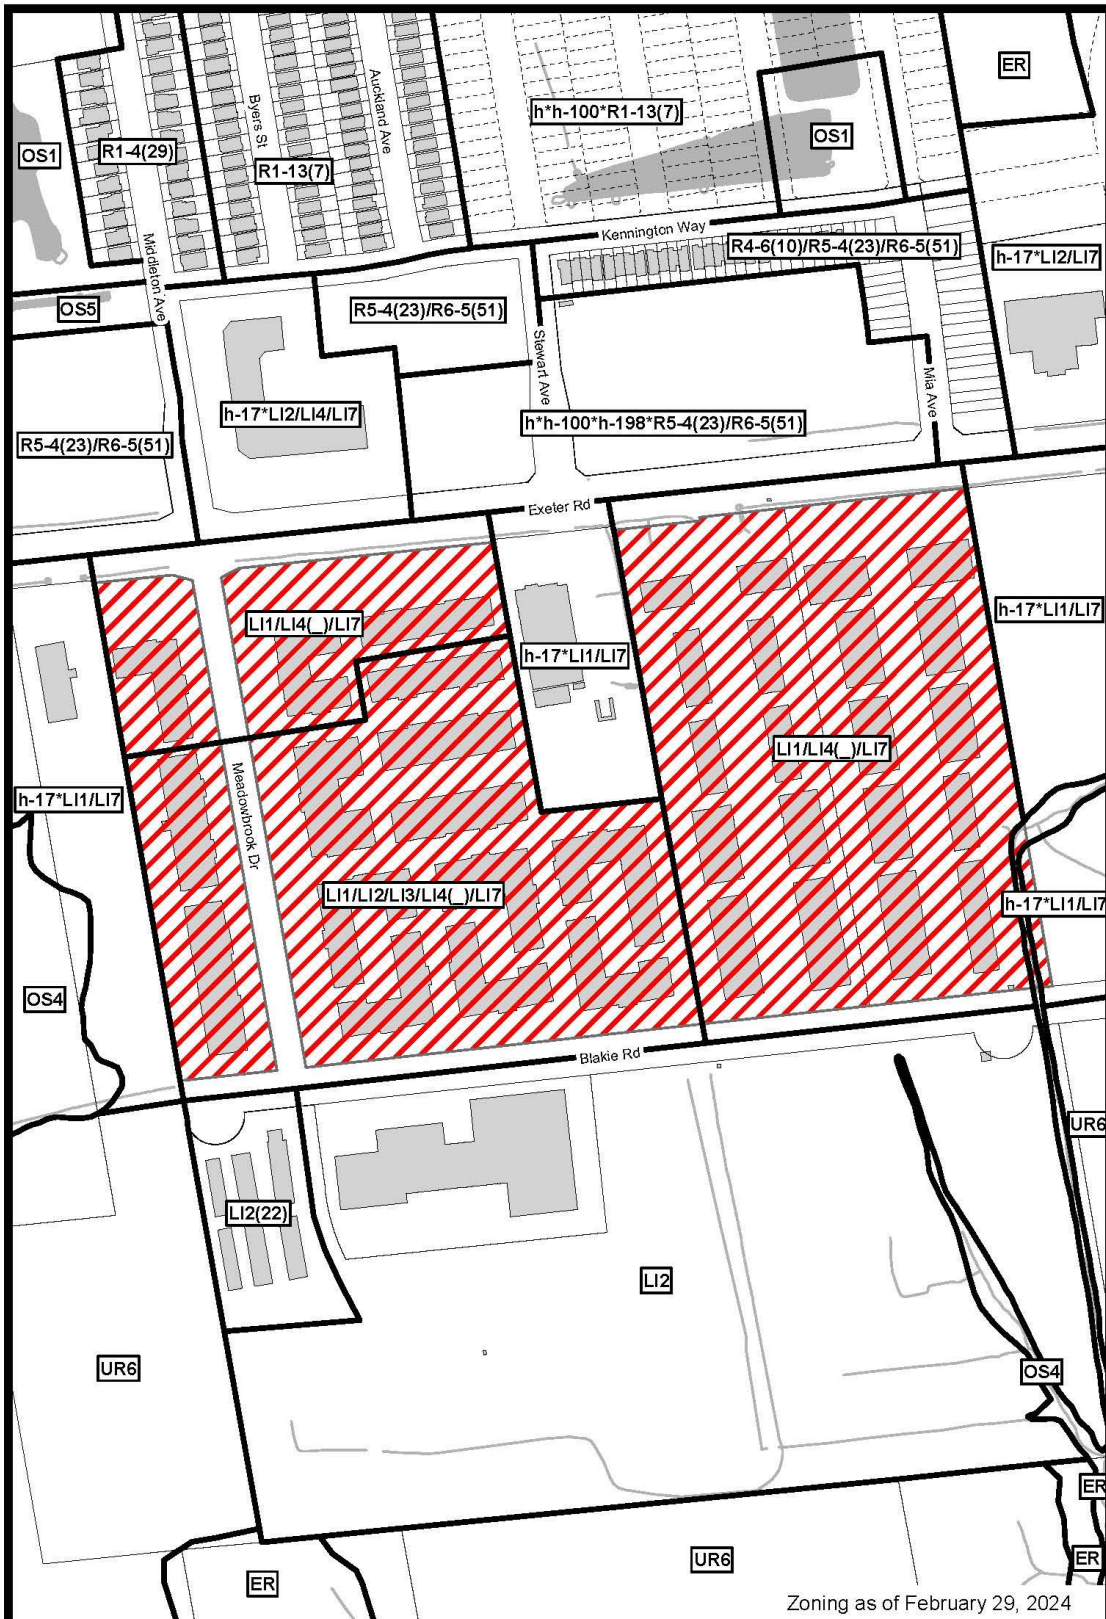 ER
Auckland Ave
Byers St
h*h-100*R1-13(7)
OS1
R1-4(29)
OS1
R1-13(7)
Kennington Way
R4-6(10)/R5-4(23)/R6-5(51)
h-17*LI2/LI7
Middleton Ave
OS5
R5-4(23)/R6-5(51)
Stewart Ave
Mia Ave
h-17*LI2/LI4/LI7
h*h-100*h-198*R5-4(23)/R6-5(51)
R5-4(23)/R6-5(51)
Exeter Rd
LI1/LI4(_)/LI7
h-17*LI1/LI7
h-17*LI1/LI7
LI1/LI4(_)/LI7
h-17*LI1/LI7
Meadowbrook Dr
LI1/LI2/LI3/LI4(_)/LI7
h-17*LI1/LI7
OS4
Blakie Rd
UR6
LI2(22)
LI2
UR6
OS4
ER
UR6
ER
ER
Zoning as of February 29, 2024